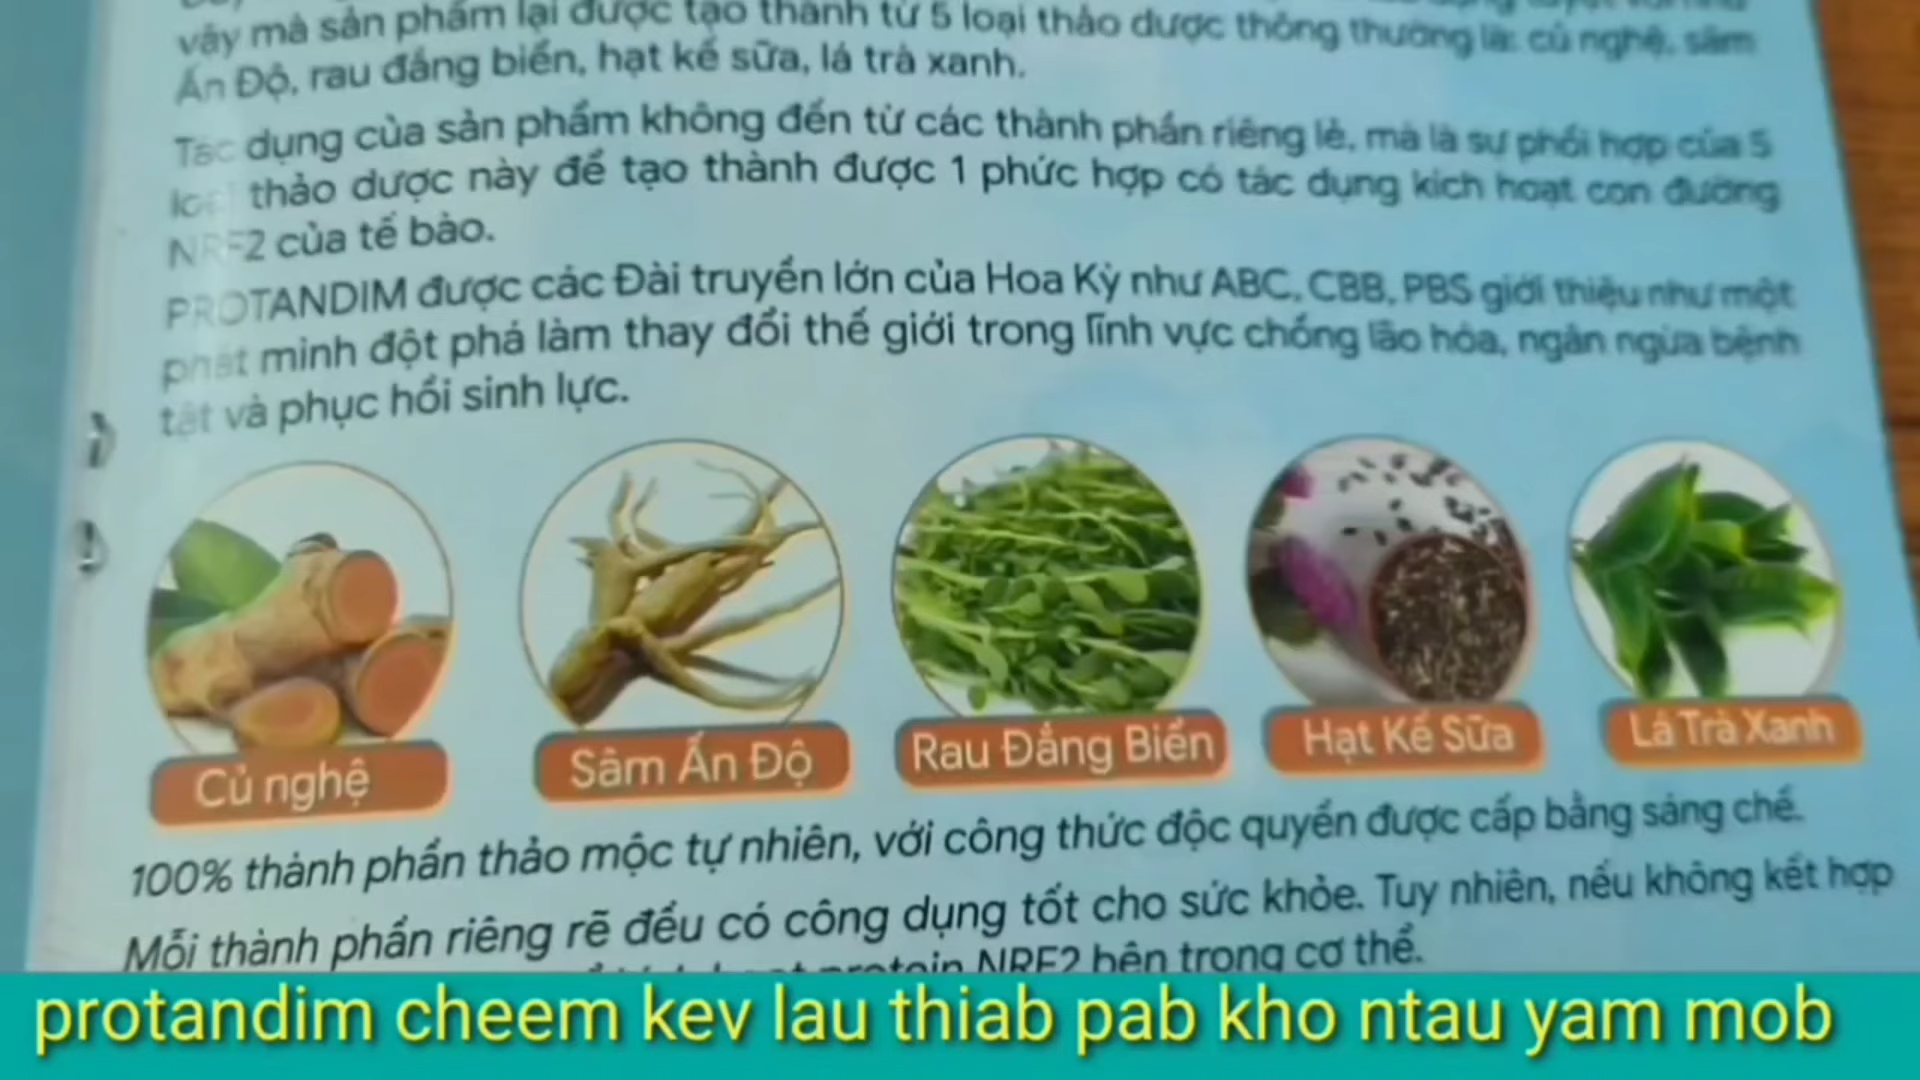 vậy mà sản phẩm lại được tạo thành từ 5 loại thảo dược thông thường là: củ nghệ, sâm
Ấn Độ, rau đắng biển, hạt kế sữa, lá trà xanh.
Tác dụng của sản phẩm không đến từ các thành phần riêng lẻ, mà là sự phối hợp của 5
loại thảo dược này để tạo thành được 1 phức hợp có tác dụng kích hoạt con đường
NRF2 của tế bào.
PROTANDIM được các Đài truyền lớn của Hoa Kỳ như ABC, CBB, PBS giới thiệu như một
phát minh đột phá làm thay đổi thế giới trong lĩnh vực chống lão hóa, ngăn ngừa bệnh
tật và phục hồi sinh lực.
Củ nghệ
Sâm Ấn Độ
Rau Đắng Biển
Hạt Kế Sữa
Lá Trà Xanh
100% thành phần thảo mộc tự nhiên, với công thức độc quyền được cấp bằng sáng chế.
Mỗi thành phần riêng rẽ đều có công dụng tốt cho sức khỏe. Tuy nhiên, nếu không kết hợp
protein NRF2 bên trong cơ thể.
protandim cheem kev lau thiab pab kho ntau yam mob